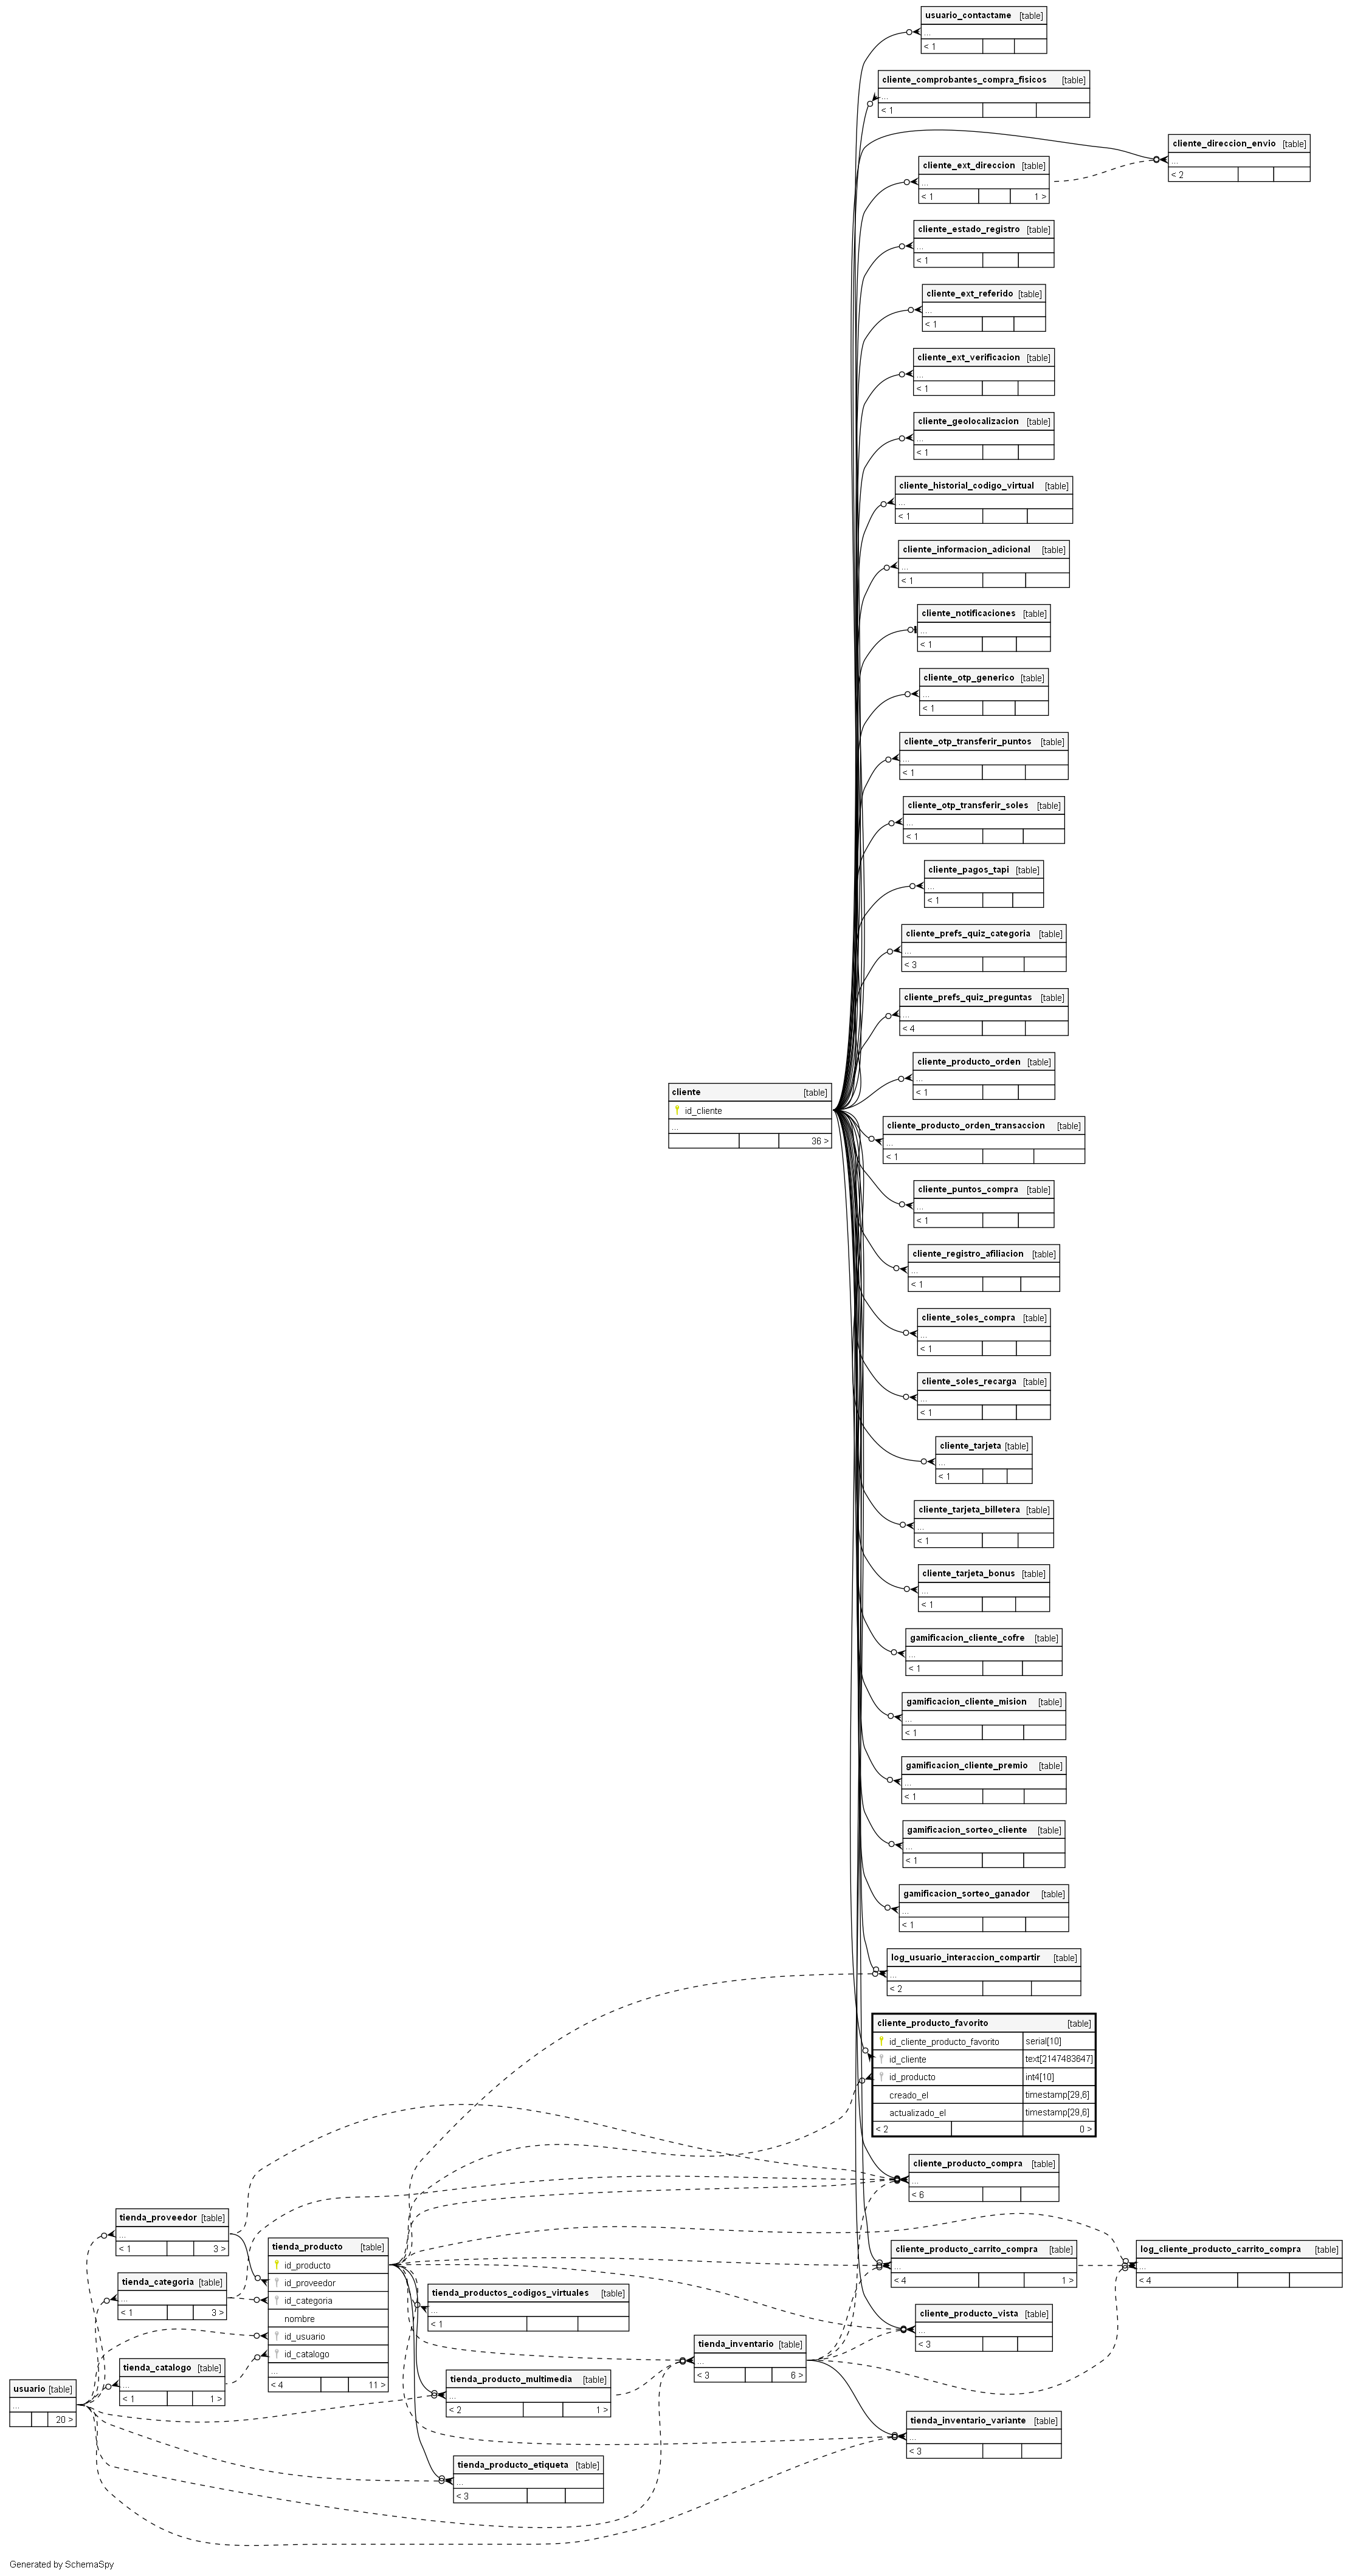 usuario_contactame [table]
...
< 1
cliente_comprobantes_compra_fisicos [table]
...
< 1
cliente_direccion_envio [table]
...
< 2
cliente_ext_direccion [table]
...
< 1 1 >
cliente_estado_registro [table]
...
< 1
cliente_ext_referido [table]
...
< 1
cliente_ext_verificacion [table]
...
< 1
cliente_geolocalizacion [table]
...
< 1
cliente_historial_codigo_virtual [table]
...
< 1
cliente_informacion_adicional [table]
...
< 1
cliente_notificaciones [table]
...
< 1
cliente_otp_generico [table]
...
< 1
cliente_otp_transferir_puntos [table]
...
< 1
cliente_otp_transferir_soles [table]
...
< 1
cliente_pagos_tapi [table]
...
< 1
cliente_prefs_quiz_categoria [table]
...
< 3
cliente_prefs_quiz_preguntas [table]
...
< 4
cliente_producto_orden [table]
...
< 1
cliente [table]
id_cliente
...
36 >
cliente_producto_orden_transaccion [table]
...
< 1
cliente_puntos_compra [table]
...
< 1
cliente_registro_afiliacion [table]
...
< 1
cliente_soles_compra [table]
...
< 1
cliente_soles_recarga [table]
...
< 1
cliente_tarjeta [table]
...
< 1
cliente_tarjeta_billetera [table]
...
< 1
cliente_tarjeta_bonus [table]
...
< 1
gamificacion_cliente_cofre [table]
...
< 1
gamificacion_cliente_mision [table]
...
< 1
gamificacion_cliente_premio [table]
...
< 1
gamificacion_sorteo_cliente [table]
...
< 1
gamificacion_sorteo_ganador [table]
...
< 1
log_usuario_interaccion_compartir [table]
...
< 2
cliente_producto_favorito [table]
id_cliente_producto_favorito serial[10]
id_cliente text[2147483647]
id_producto int4[10]
creado_el timestamp[29,6]
actualizado_el timestamp[29,6]
< 2 0 >
cliente_producto_compra [table]
...
< 6
tienda_proveedor [table]
...
< 1 3 >
tienda_categoria [table]
...
< 1 3 >
tienda_catalogo [table]
...
< 1 1 >
usuario [table]
...
20 >
tienda_producto [table]
id_producto
id_proveedor
id_categoria
nombre
id_usuario
id_catalogo
...
< 4 11 >
tienda_productos_codigos_virtuales [table]
...
< 1
tienda_producto_multimedia [table]
...
< 2 1 >
tienda_producto_etiqueta [table]
...
< 3
tienda_inventario [table]
...
< 3 6 >
cliente_producto_carrito_compra [table]
...
< 4 1 >
log_cliente_producto_carrito_compra [table]
...
< 4
cliente_producto_vista [table]
...
< 3
tienda_inventario_variante [table]
...
< 3
Generated by SchemaSpy